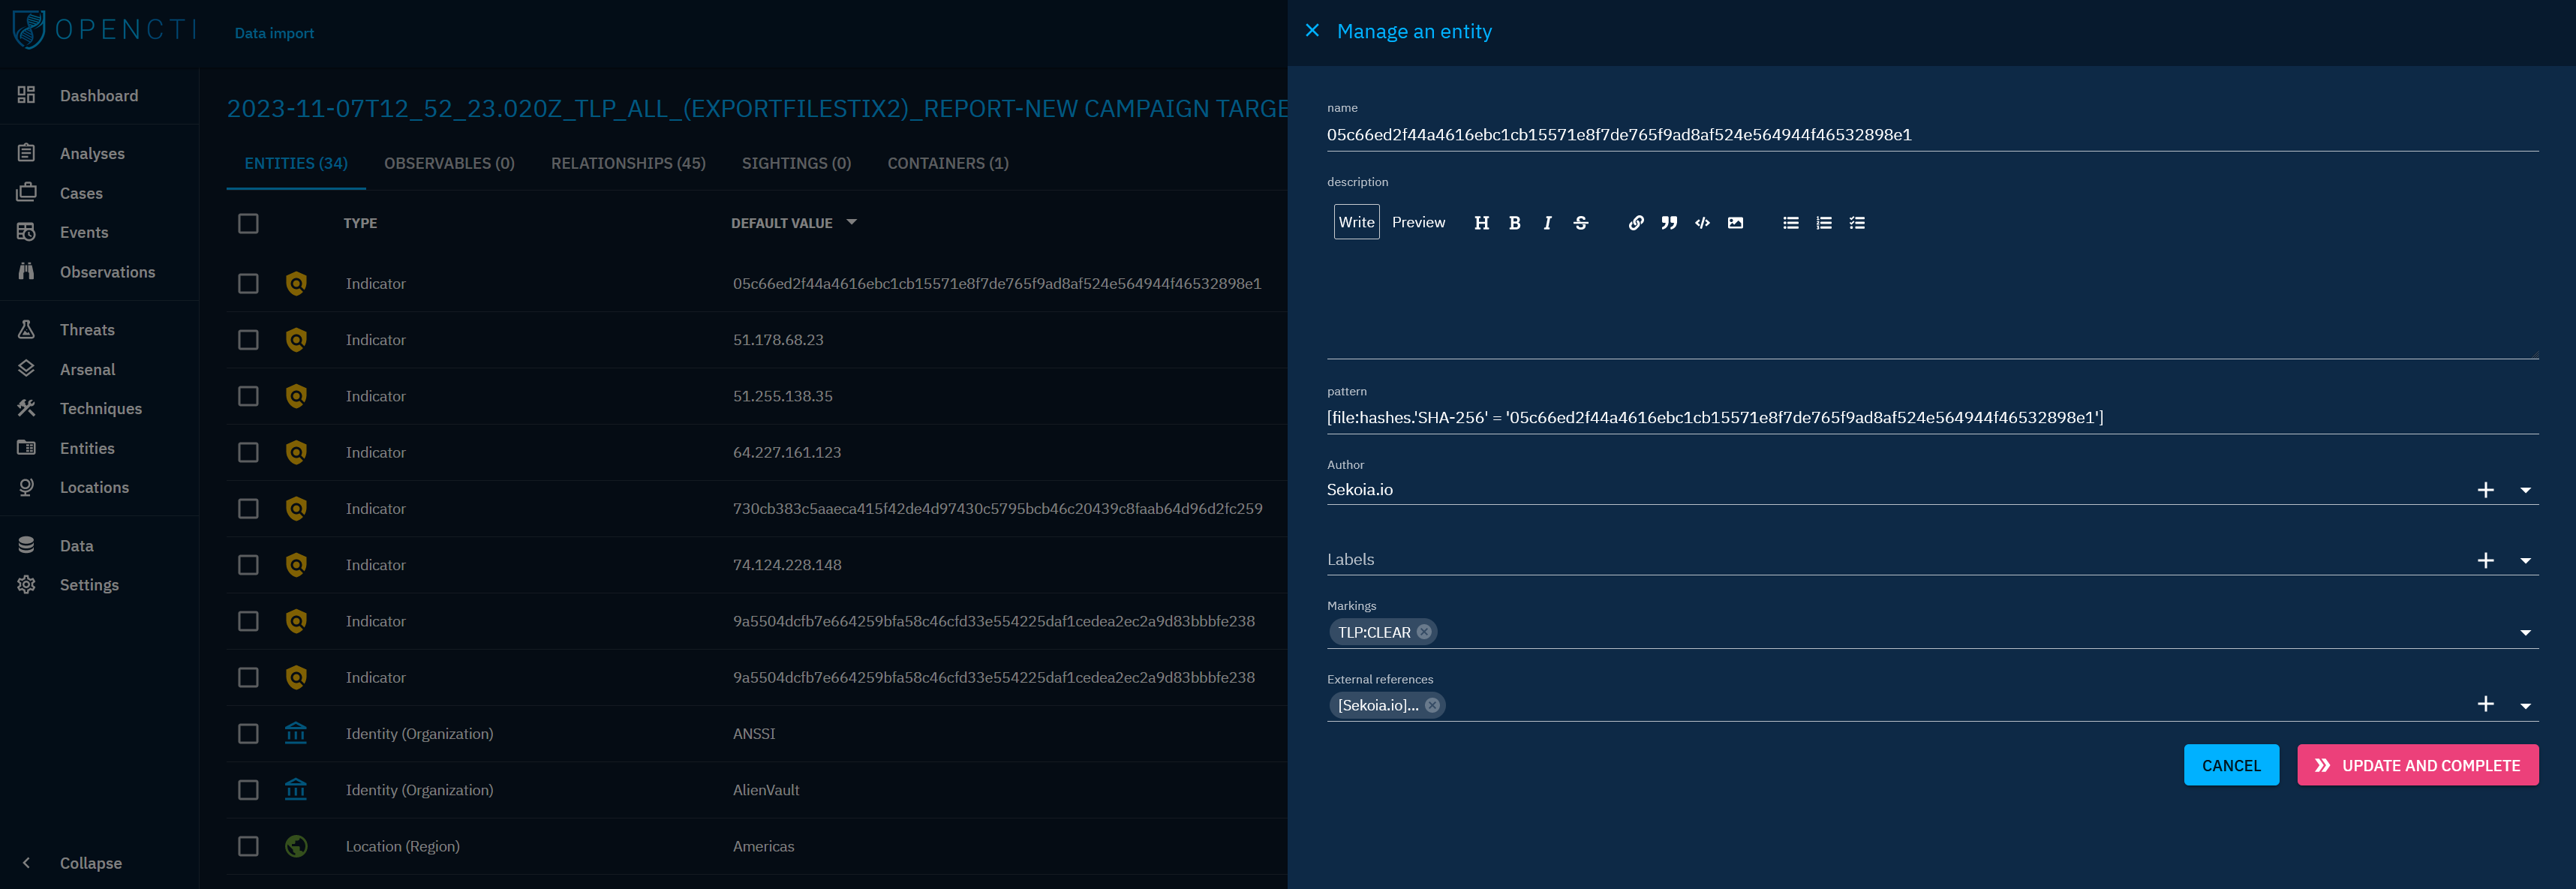 OPENCTI
Data import
Dashboard
Analyses
Cases
Events
Observations
Threats
Arsenal
Techniques
Entities
Locations
Data
Settings
Collapse
2023-11-07T12_52_23.020Z_TLP_ALL_(EXPORTFILESTIX2)_REPORT-NEW CAMPAIGN TARGE
ENTITIES (34) OBSERVABLES (0) RELATIONSHIPS (45) SIGHTINGS (0) CONTAINERS (1)
TYPE DEFAULT VALUE
Indicator 05c66ed2f44a4616ebc1cb15571e8f7de765f9ad8af524e564944f46532898e1
Indicator 51.178.68.23
Indicator 51.255.138.35
Indicator 64.227.161.123
Indicator 730cb383c5aaeca415f42de4d97430c5795bcb46c20439c8faab64d96d2fc259
Indicator 74.124.228.148
Indicator 9a5504dcfb7e664259bfa58c46cfd33e554225daf1cedea2ec2a9d83bbbfe238
Indicator 9a5504dcfb7e664259bfa58c46cfd33e554225daf1cedea2ec2a9d83bbbfe238
Identity (Organization) ANSSI
Identity (Organization) AlienVault
Location (Region) Americas
Manage an entity
name
05c66ed2f44a4616ebc1cb15571e8f7de765f9ad8af524e564944f46532898e1
description
Write Preview
pattern
[file:hashes.'SHA-256' = '05c66ed2f44a4616ebc1cb15571e8f7de765f9ad8af524e564944f46532898e1']
Author
Sekoia.io
Labels
Markings
TLP:CLEAR
External references
[Sekoia.io]...
CANCEL UPDATE AND COMPLETE